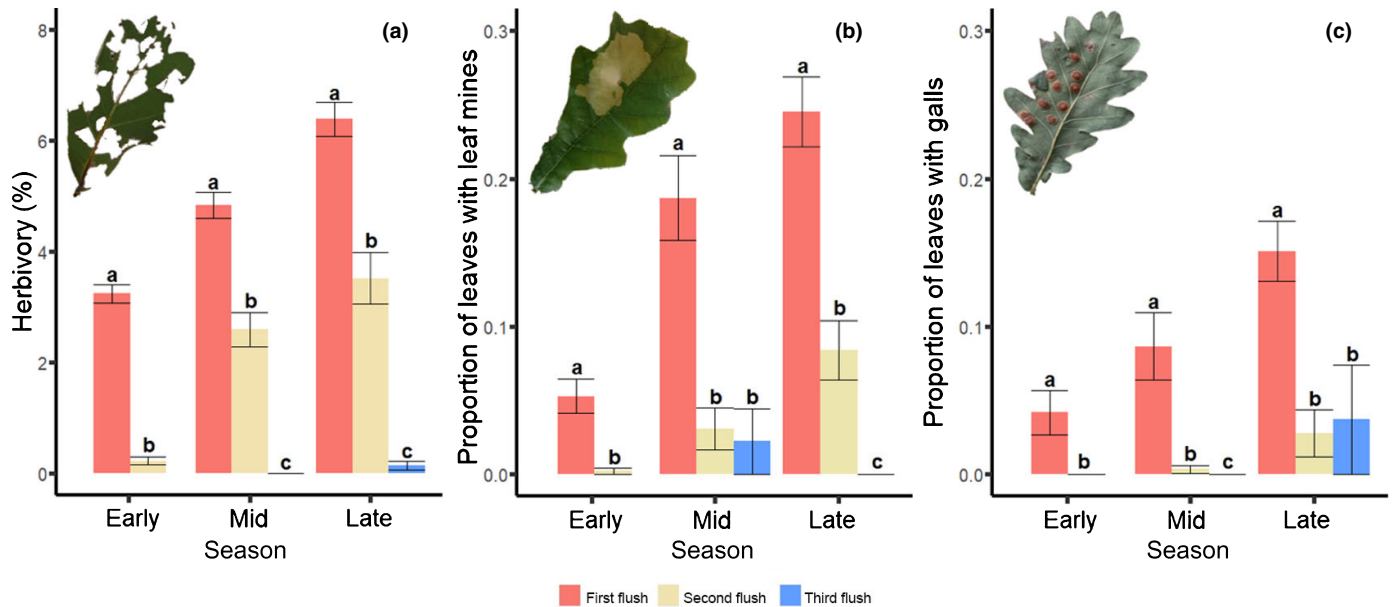 (a)
Herbivory (%)
8
6
4
2
0
a
b
a
b
c
a
b
c
Early
Mid
Late
Season
(b)
Proportion of leaves with leaf mines
0.3
0.2
0.1
0.0
a
b
a
b
b
a
b
c
Early
Mid
Late
Season
(c)
Proportion of leaves with galls
0.3
0.2
0.1
0.0
a
b
a
b
c
a
b
b
Early
Mid
Late
Season
First flush
Second flush
Third flush